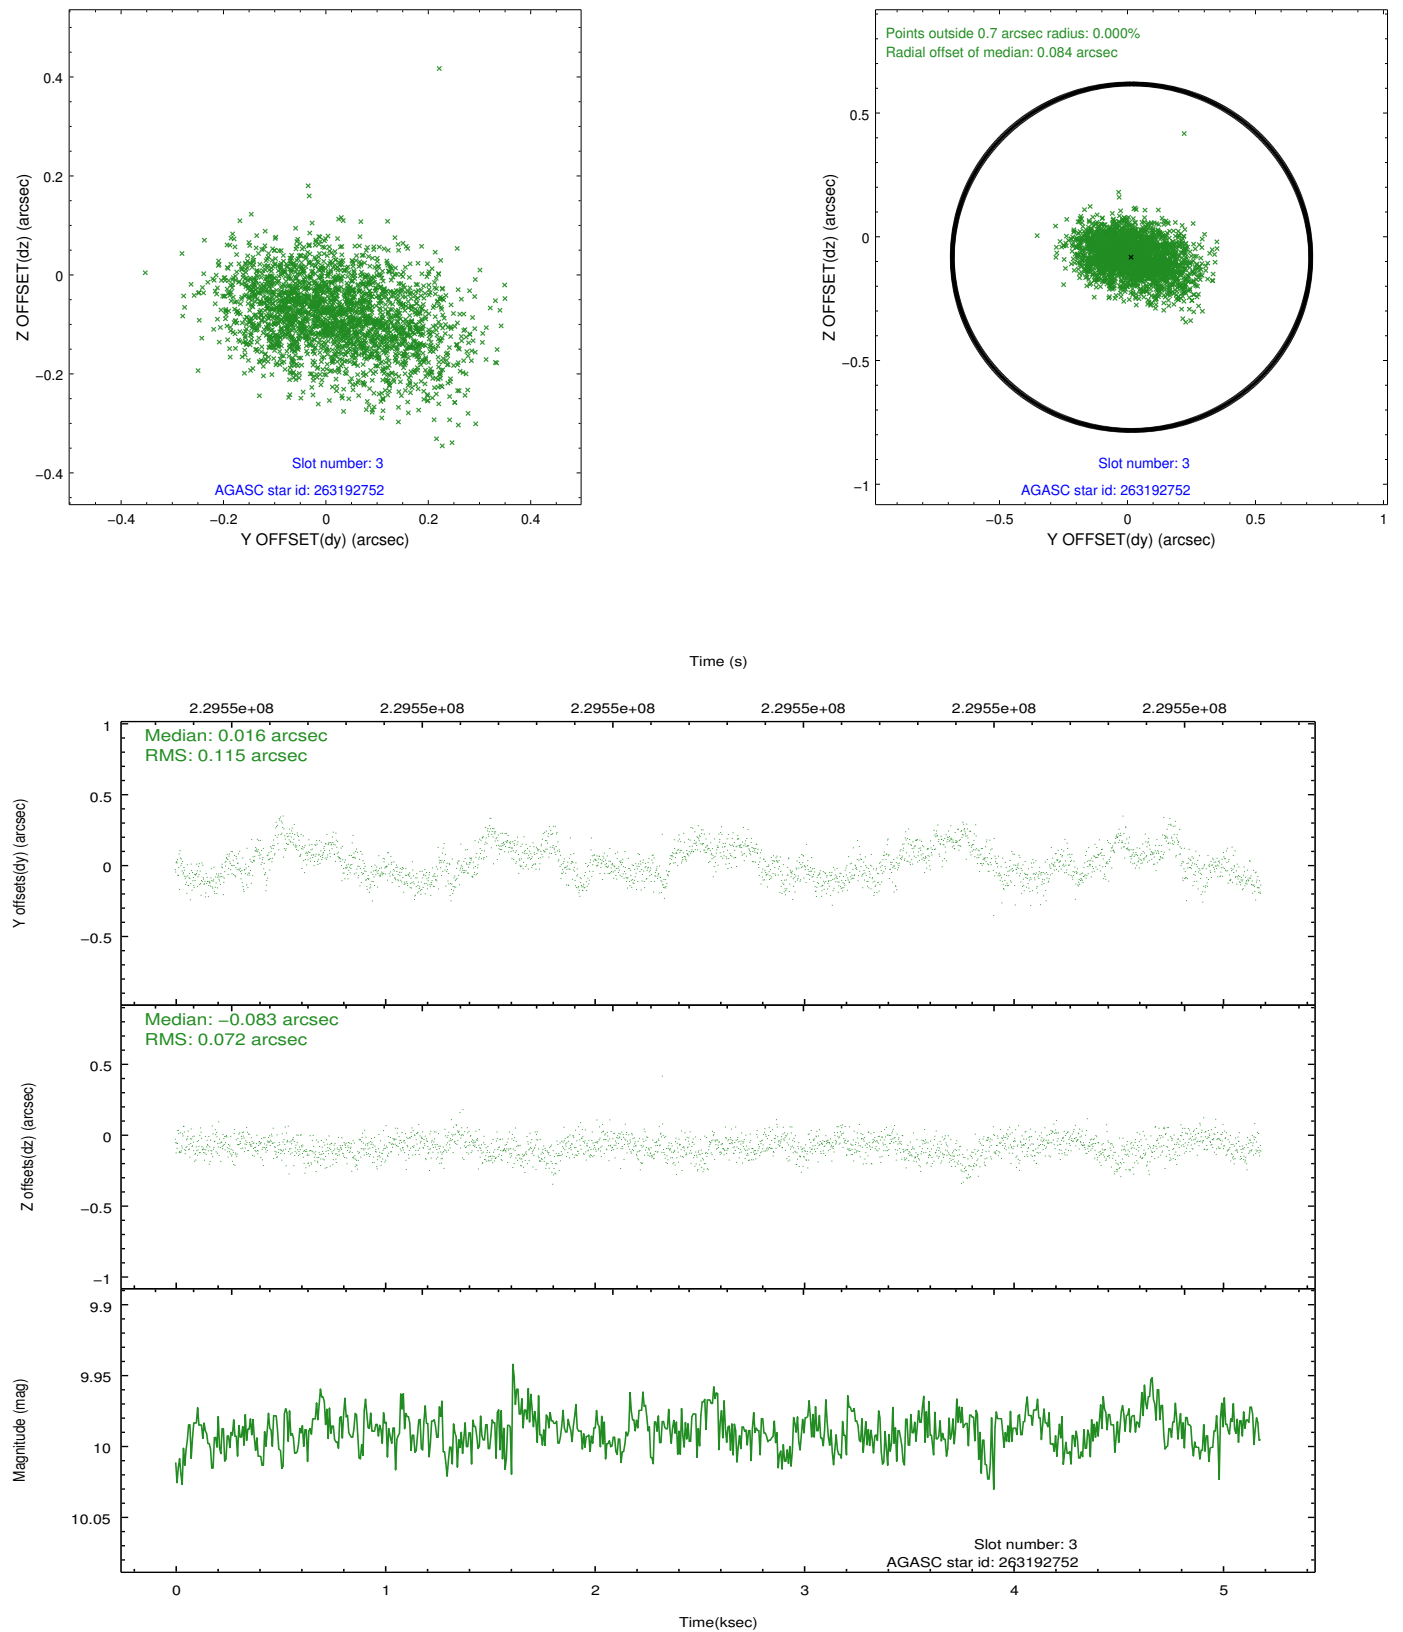 0.4
0.2
0
−0.2
−0.4
Z OFFSET(dz) (arcsec)
Slot number: 3
AGASC star id: 263192752
−0.4
−0.2
0
0.2
0.4
Y OFFSET(dy) (arcsec)
Points outside 0.7 arcsec radius: 0.000%
Radial offset of median: 0.084 arcsec
0.5
0
−0.5
−1
Z OFFSET(dz) (arcsec)
Slot number: 3
AGASC star id: 263192752
−0.5
0
0.5
1
Y OFFSET(dy) (arcsec)
Time (s)
2.2955e+08
2.2955e+08
2.2955e+08
2.2955e+08
2.2955e+08
2.2955e+08
Median: 0.016 arcsec
RMS: 0.115 arcsec
1
0.5
0
−0.5
Y offsets(dy) (arcsec)
Median: −0.083 arcsec
RMS: 0.072 arcsec
0.5
0
−0.5
−1
Z offsets(dz) (arcsec)
9.9
9.95
10
10.05
Magnitude (mag)
Slot number: 3
AGASC star id: 263192752
0
1
2
3
4
5
Time(ksec)